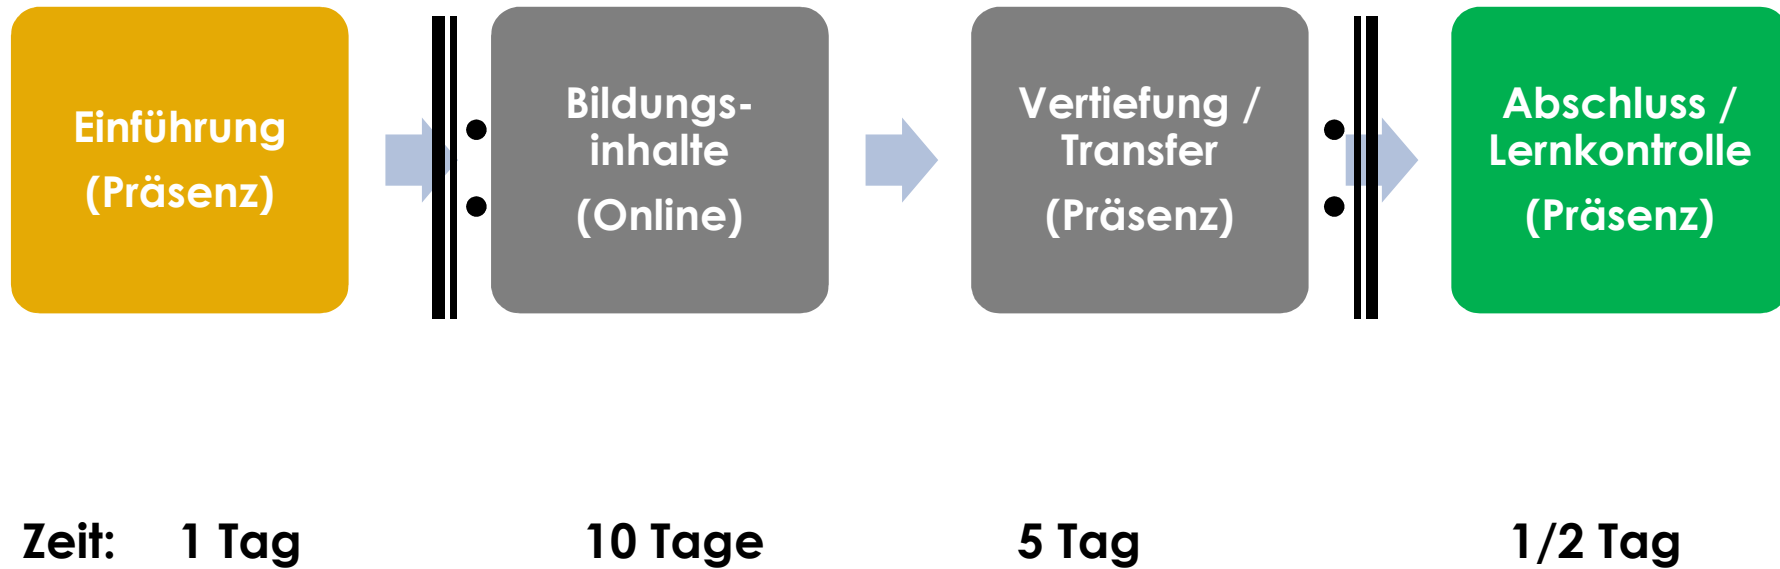 Einführung
(Präsenz)
Bildungs-
inhalte
(Online)
Vertiefung /
Transfer
(Präsenz)
Abschluss /
Lernkontrolle
(Präsenz)
Zeit: 1 Tag 10 Tage 5 Tag 1/2 Tag